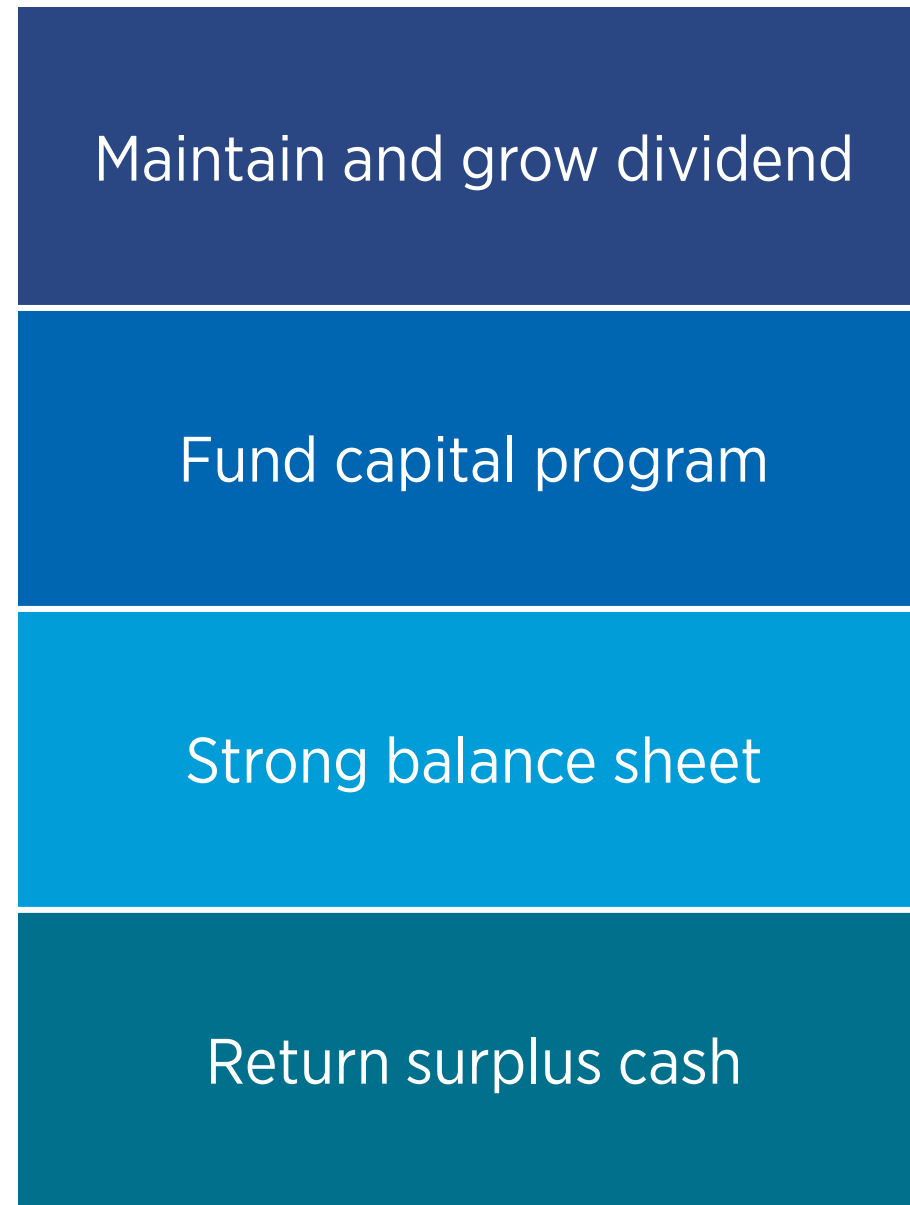 Maintain and grow dividend
Fund capital program
Strong balance sheet
Return surplus cash